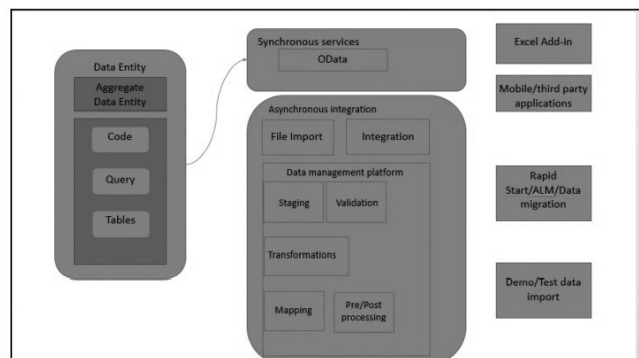 Data Entity
Aggregate
Data Entity
Code
Query
Tables
Synchronous services
OData
Asynchronous integration
File Import
Integration
Data management platform
Staging
Validation
Transformations
Mapping
Pre/Post
processing
Excel Add-in
Mobile/third party
applications
Rapid
Start/ALM/Data
migration
Demo/Test data
import